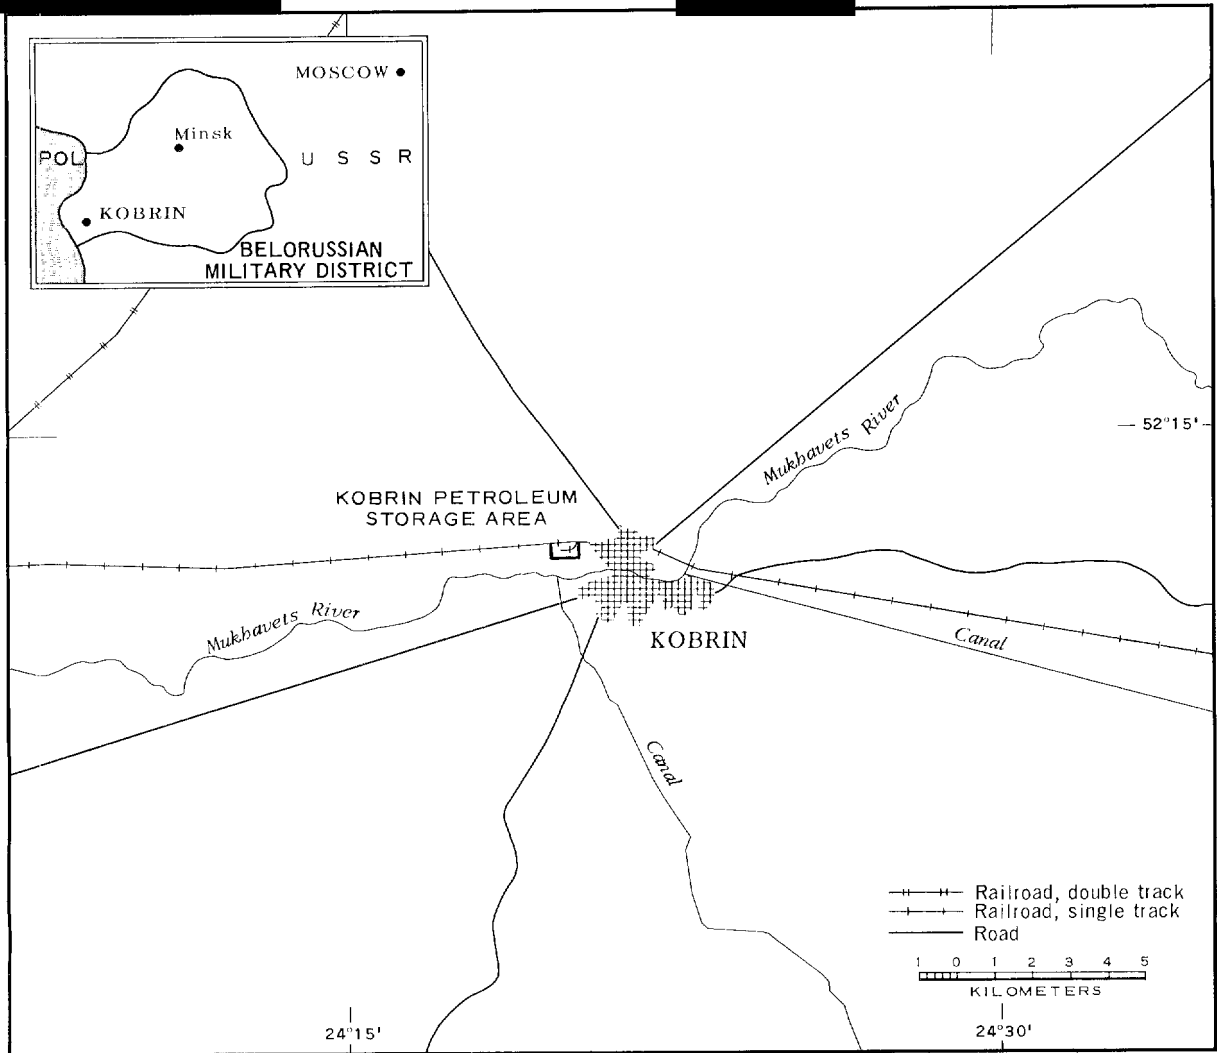 MOSCOW
Minsk
POL
U S S R
KOBRIN
BELORUSSIAN
MILITARY DISTRICT
Mukhavets River
52°15'
KOBRIN PETROLEUM
STORAGE AREA
Mukhavets River
KOBRIN
Canal
Canal
Railroad, double track
Railroad, single track
Road
1 0 1 2 3 4 5
KILOMETERS
24°15'
24°30'